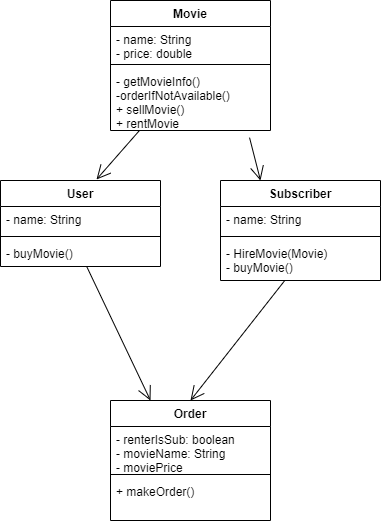 Movie
- name: String
- price: double
- getMovieInfo()
-orderIfNotAvailable()
+ sellMovie()
+ rentMovie
User
- name: String
- buyMovie()
Subscriber
- name: String
- HireMovie(Movie)
- buyMovie()
Order
- renterIsSub: boolean
- movieName: String
- moviePrice
+ makeOrder()